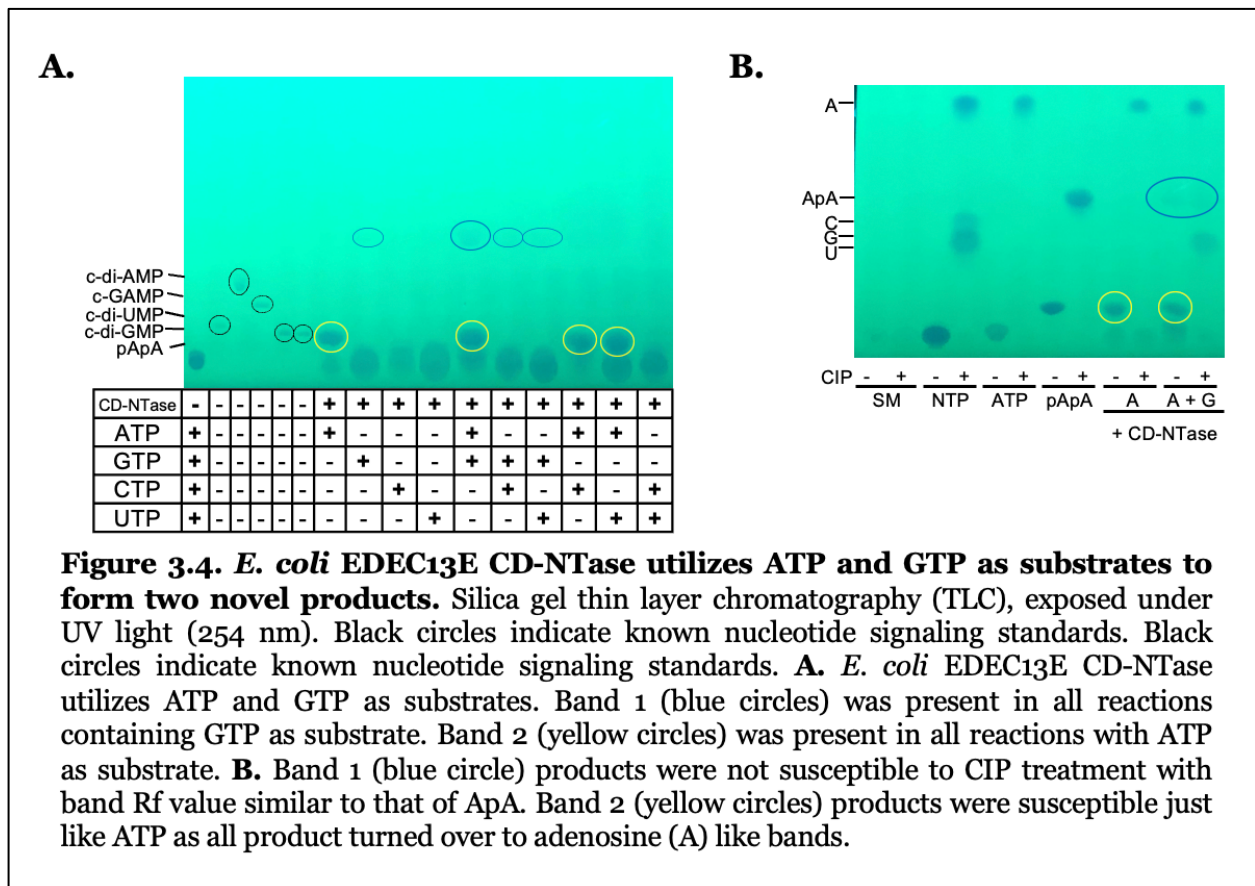 A.
B.
c-di-AMP
c-GAMP
c-di-UMP
c-di-GMP
pApA
CD-NTase - - - - - - + + + + + + + + + +
ATP + - - - - - + - - - + - - + + -
GTP + - - - - - - + - - + + + - - -
CTP + - - - - - - - + - - + - + - +
UTP + - - - - - - - - + - - + - + +
A
ApA
C
G
U
CIP - + - + - + - + - + - +
SM NTP ATP pApA A A + G
+ CD-NTase
Figure 3.4. E. coli EDEC13E CD-NTase utilizes ATP and GTP as substrates to
form two novel products. Silica gel thin layer chromatography (TLC), exposed under
UV light (254 nm). Black circles indicate known nucleotide signaling standards. Black
circles indicate known nucleotide signaling standards. A. E. coli EDEC13E CD-NTase
utilizes ATP and GTP as substrates. Band 1 (blue circles) was present in all reactions
containing GTP as substrate. Band 2 (yellow circles) was present in all reactions with ATP
as substrate. B. Band 1 (blue circle) products were not susceptible to CIP treatment with
band Rf value similar to that of ApA. Band 2 (yellow circles) products were susceptible just
like ATP as all product turned over to adenosine (A) like bands.